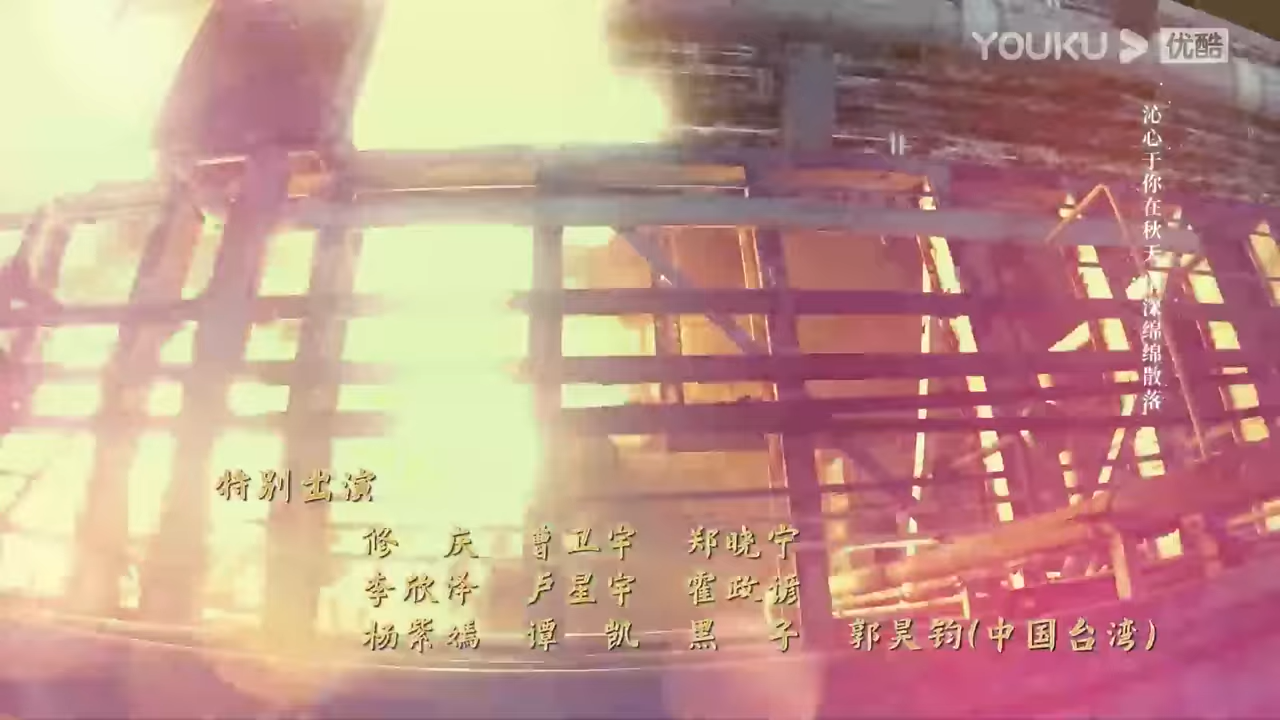 YOUKU 优酷
沁心于你在秋天 深绵绵散落
特别出演
修 庆 曹卫宇 郑晓宁
李欣泽 卢星宇 霍政谚
杨紫嫣 谭 凯 黑 子 郭昊钧(中国台湾)